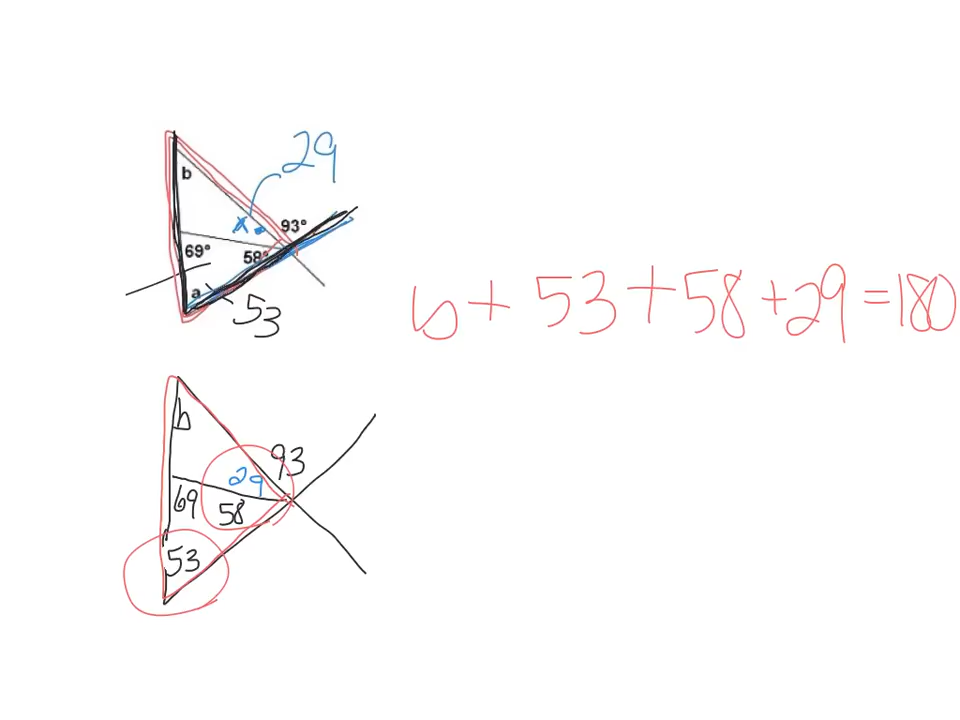 29
b
x.
93°
69°
58°
a
53
b + 53 + 58 + 29 = 180
b
93
29
69
58
53